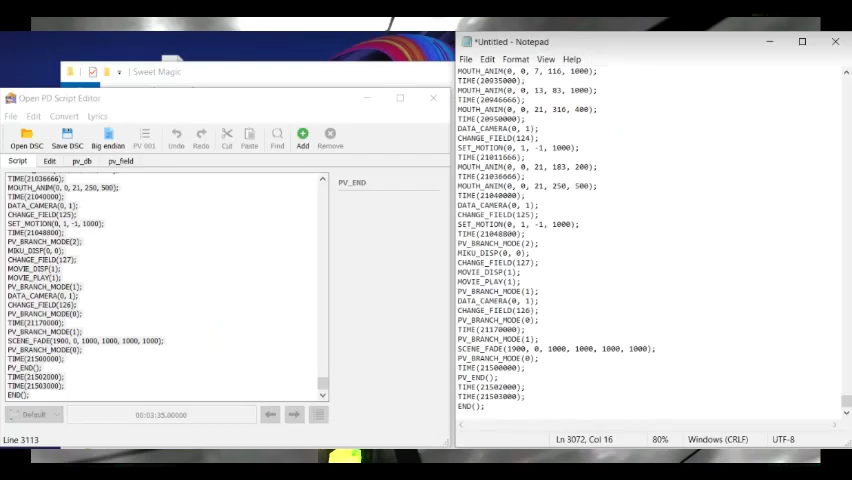 Sweet Magic
Open PD Script Editor
File Edit Convert Lyrics
Open DSC Save DSC Big endian PV 001 Undo Redo Cut Paste Find Add Remove
Script Edit pv_db pv_field
TIME(21036666);
MOUTH_ANIM(0, 0, 21, 250, 500);
TIME(21040000);
DATA_CAMERA(0, 1);
CHANGE_FIELD(125);
SET_MOTION(0, 1, -1, 1000);
TIME(21048800);
PV_BRANCH_MODE(2);
MIKU_DISP(0, 0);
CHANGE_FIELD(127);
MOVIE_DISP(1);
MOVIE_PLAY(1);
PV_BRANCH_MODE(1);
DATA_CAMERA(0, 1);
CHANGE_FIELD(126);
PV_BRANCH_MODE(0);
TIME(21170000);
PV_BRANCH_MODE(1);
SCENE_FADE(1900, 0, 1000, 1000, 1000, 1000);
PV_BRANCH_MODE(0);
TIME(21500000);
PV_END();
TIME(21502000);
TIME(21503000);
END();
PV_END
Default
00:03:35.00000
Line 3113
*Untitled - Notepad
File Edit Format View Help
MOUTH_ANIM(0, 0, 7, 116, 1000);
TIME(20935000);
MOUTH_ANIM(0, 0, 13, 83, 1000);
TIME(20946666);
MOUTH_ANIM(0, 0, 21, 316, 400);
TIME(20950000);
DATA_CAMERA(0, 1);
CHANGE_FIELD(124);
SET_MOTION(0, 1, -1, 1000);
TIME(21011666);
MOUTH_ANIM(0, 0, 21, 183, 200);
TIME(21036666);
MOUTH_ANIM(0, 0, 21, 250, 500);
TIME(21040000);
DATA_CAMERA(0, 1);
CHANGE_FIELD(125);
SET_MOTION(0, 1, -1, 1000);
TIME(21048800);
PV_BRANCH_MODE(2);
MIKU_DISP(0, 0);
CHANGE_FIELD(127);
MOVIE_DISP(1);
MOVIE_PLAY(1);
PV_BRANCH_MODE(1);
DATA_CAMERA(0, 1);
CHANGE_FIELD(126);
PV_BRANCH_MODE(0);
TIME(21170000);
PV_BRANCH_MODE(1);
SCENE_FADE(1900, 0, 1000, 1000, 1000, 1000);
PV_BRANCH_MODE(0);
TIME(21500000);
PV_END();
TIME(21502000);
TIME(21503000);
END();
Ln 3072, Col 16 80% Windows (CRLF) UTF-8